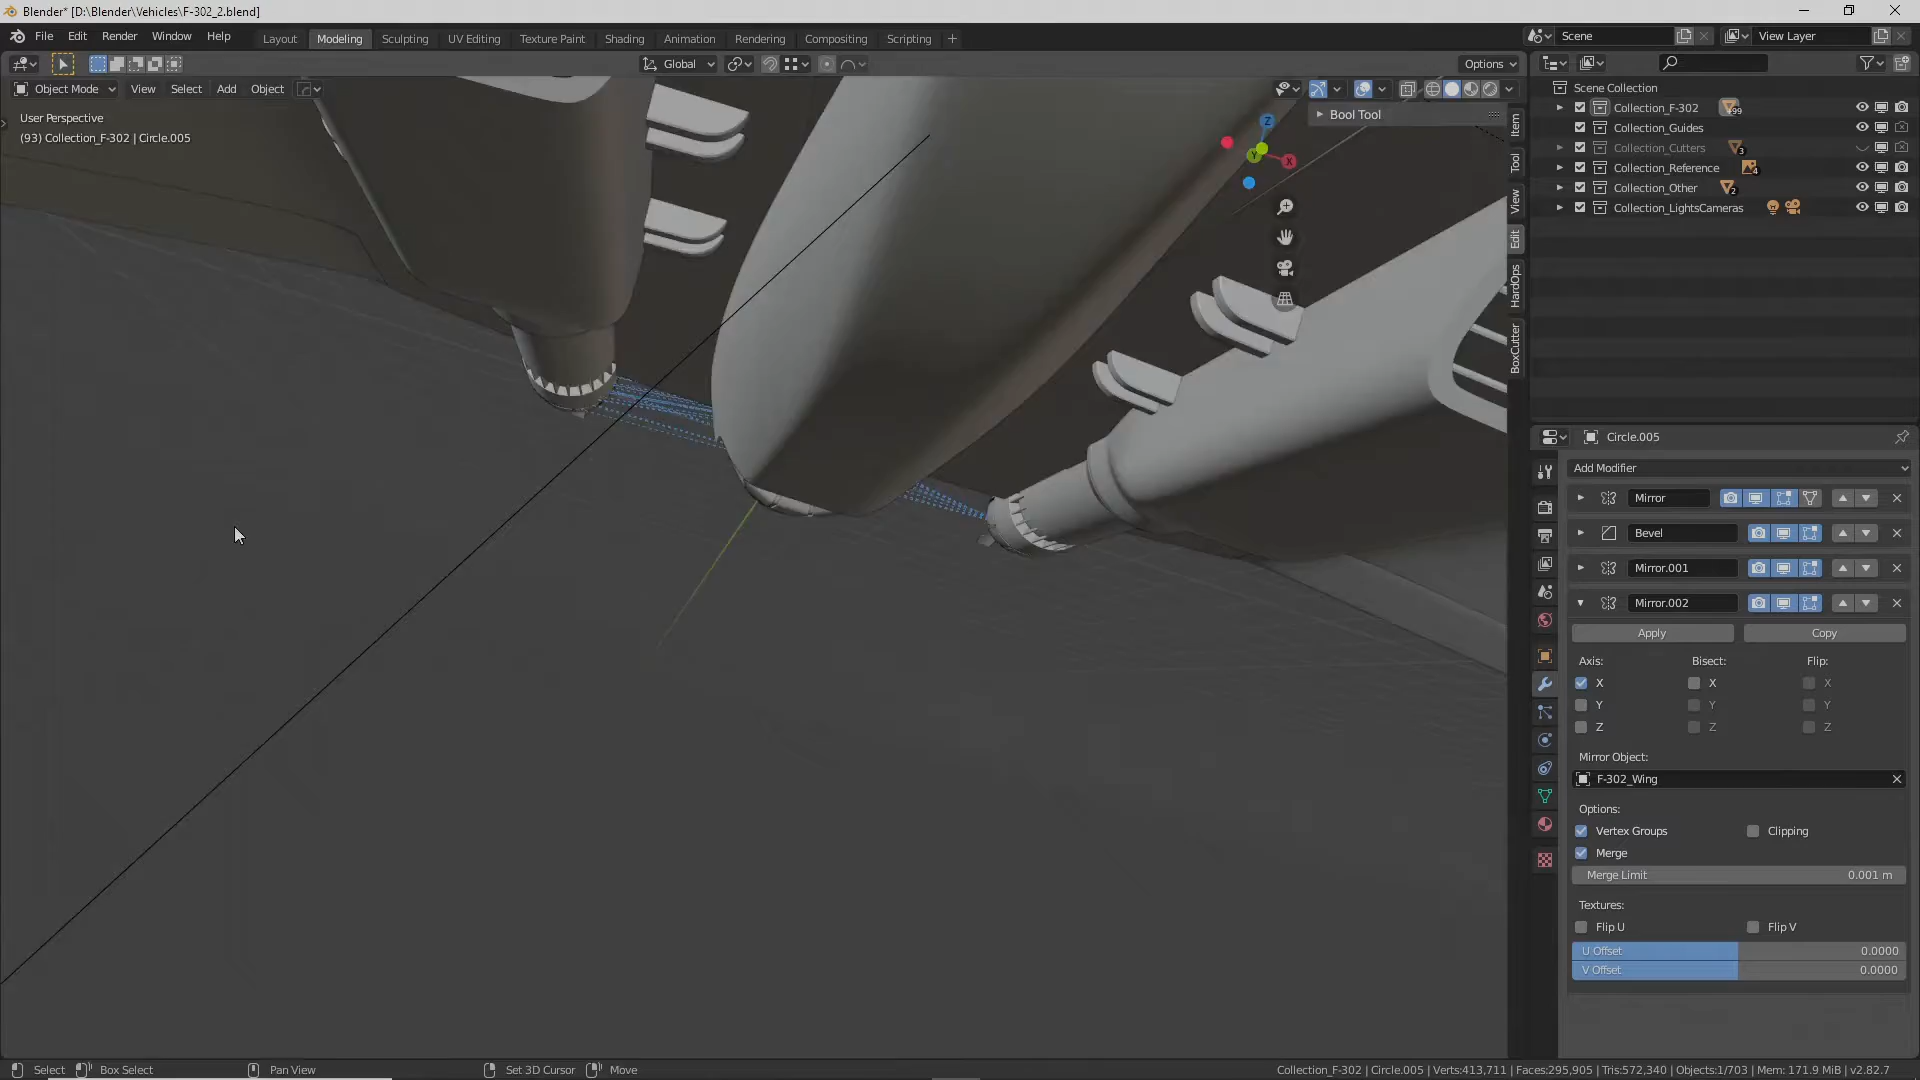 Blender* [D:\Blender\Vehicles\F-302_2.blend]
File Edit Render Window Help
Layout Modeling Sculpting UV Editing Texture Paint Shading Animation Rendering Compositing Scripting +
Scene
View Layer
Global
Options
Object Mode View Select Add Object
User Perspective
(93) Collection_F-302 | Circle.005
Bool Tool
Z
Y
X
Item
Tool
View
Edit
HardOps
BoxCutter
Scene Collection
Collection_F-302
99
Collection_Guides
Collection_Cutters
3
Collection_Reference
4
Collection_Other
2
Collection_LightsCameras
Circle.005
Add Modifier
Mirror
Bevel
Mirror.001
Mirror.002
Apply Copy
Axis: Bisect: Flip:
X X X
Y Y Y
Z Z Z
Mirror Object:
F-302_Wing
Options:
Vertex Groups Clipping
Merge
Merge Limit 0.001 m
Textures:
Flip U Flip V
U Offset 0.0000
V Offset 0.0000
Select Box Select Pan View Set 3D Cursor Move
Collection_F-302 | Circle.005 | Verts:413,711 | Faces:295,905 | Tris:572,340 | Objects:1/703 | Mem: 171.9 MiB | v2.82.7